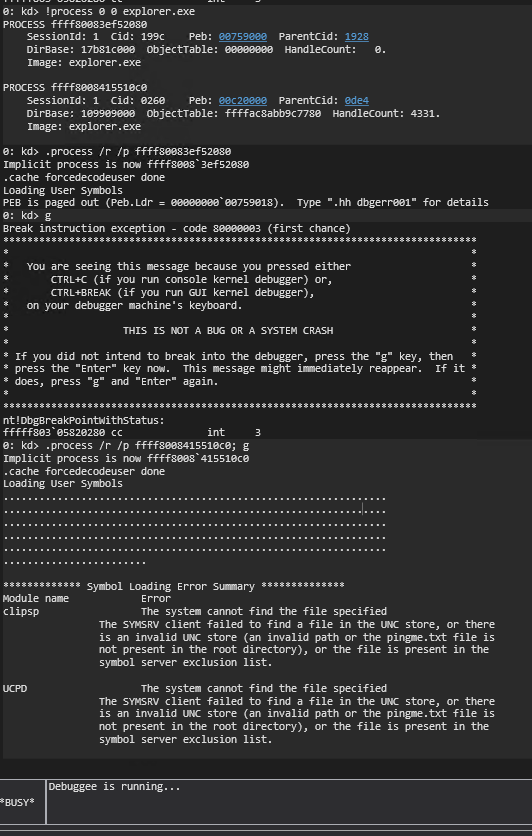 0: kd> !process 0 0 explorer.exe
PROCESS ffff80083ef52080
    SessionId: 1  Cid: 199c    Peb: 00759000  ParentCid: 1928
    DirBase: 17b81c000  ObjectTable: 00000000  HandleCount:   0.
    Image: explorer.exe

PROCESS ffff8008415510c0
    SessionId: 1  Cid: 0260    Peb: 00c20000  ParentCid: 0de4
    DirBase: 109909000  ObjectTable: ffffac8abb9c7780  HandleCount: 4331.
    Image: explorer.exe

0: kd> .process /r /p ffff80083ef52080
Implicit process is now ffff8008`3ef52080
.cache forcedecodeuser done
Loading User Symbols
PEB is paged out (Peb.Ldr = 00000000`00759018).  Type ".hh dbgerr001" for details
0: kd> g
Break instruction exception - code 80000003 (first chance)
*******************************************************************************
*                                                                             *
*   You are seeing this message because you pressed either                    *
*       CTRL+C (if you run console kernel debugger) or,                       *
*       CTRL+BREAK (if you run GUI kernel debugger),                          *
*   on your debugger machine's keyboard.                                      *
*                                                                             *
*                   THIS IS NOT A BUG OR A SYSTEM CRASH                       *
*                                                                             *
* If you did not intend to break into the debugger, press the "g" key, then   *
* press the "Enter" key now.  This message might immediately reappear.  If it *
* does, press "g" and "Enter" again.                                          *
*                                                                             *
*******************************************************************************
nt!DbgBreakPointWithStatus:
fffff803`05820280 cc              int     3
0: kd> .process /r /p ffff8008415510c0; g
Implicit process is now ffff8008`415510c0
.cache forcedecodeuser done
Loading User Symbols
................................................................
................................................................
................................................................
................................................................
................................................................
........................

************* Symbol Loading Error Summary **************
Module name            Error
clipsp                 The system cannot find the file specified
                The SYMSRV client failed to find a file in the UNC store, or there
                is an invalid UNC store (an invalid path or the pingme.txt file is
                not present in the root directory), or the file is present in the
                symbol server exclusion list.

UCPD                   The system cannot find the file specified
                The SYMSRV client failed to find a file in the UNC store, or there
                is an invalid UNC store (an invalid path or the pingme.txt file is
                not present in the root directory), or the file is present in the
                symbol server exclusion list.

Debuggee is running...
*BUSY*